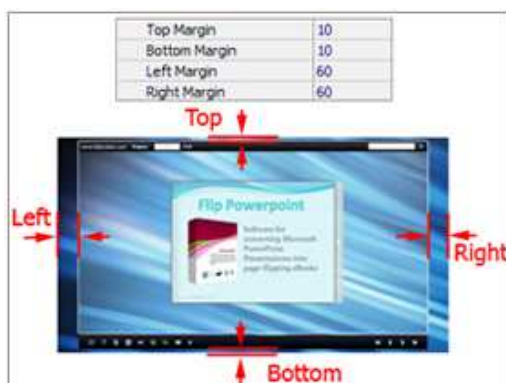 Top Margin 10
Bottom Margin 10
Left Margin 60
Right Margin 60
Top
Left
Flip Powerpoint
Software for
converting Microsoft
PowerPoint
Presentations into
page-flipping eBooks
Right
Bottom